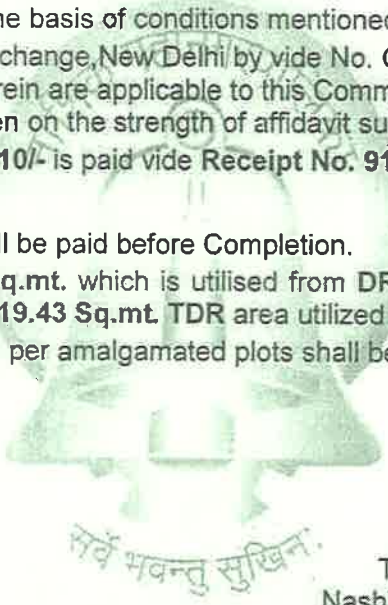 he basis of conditions mentioned
change,New Delhi by vide No.
rein are applicable to this Comm
en on the strength of affidavit su
10/- is paid vide Receipt No. 91
ll be paid before Completion.
q.mt. which is utilised from DR
19.43 Sq.mt. TDR area utilized
per amalgamated plots shall be
सर्वे भवन्तु सुखिनः
Nash